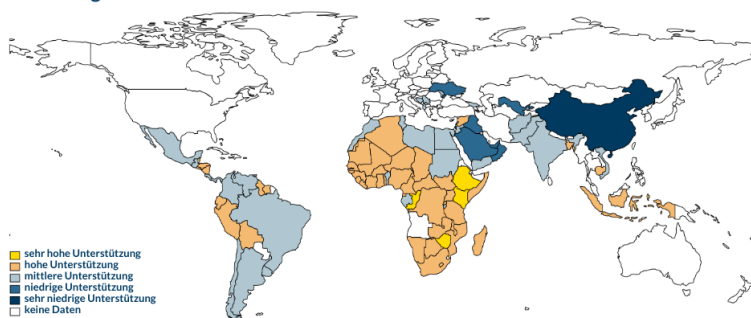 sehr hohe Unterstützung
hohe Unterstützung
mittlere Unterstützung
niedrige Unterstützung
sehr niedrige Unterstützung
keine Daten